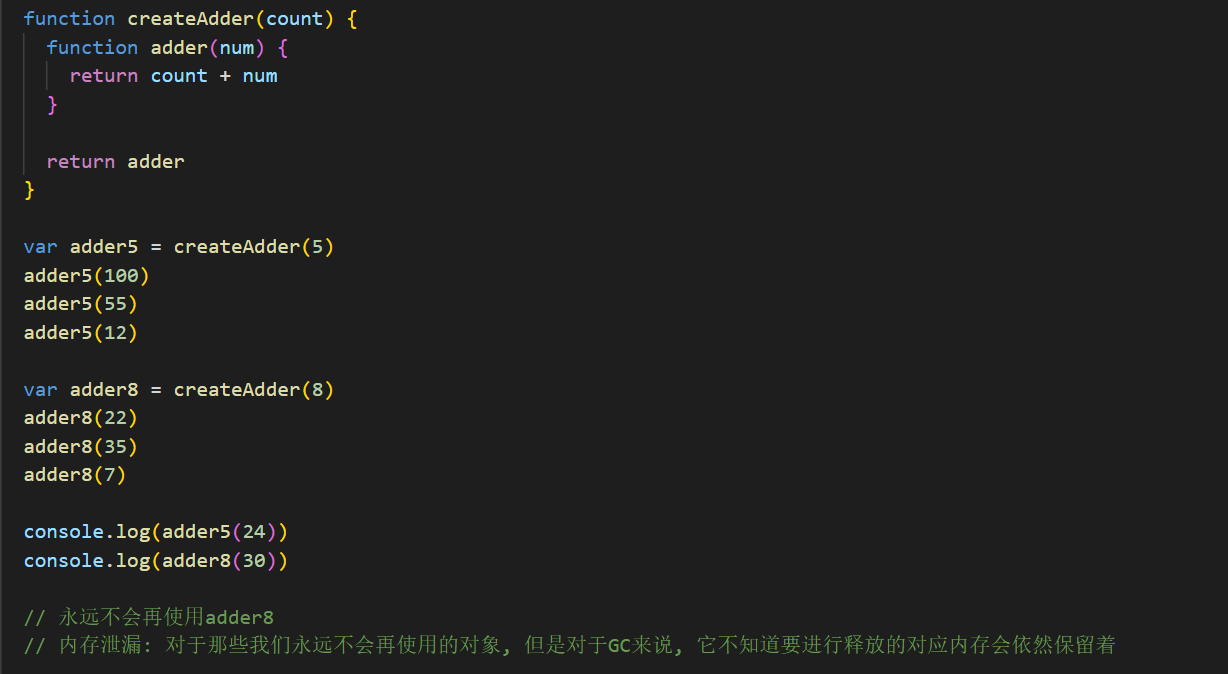 function createAdder(count) {
  function adder(num) {
    return count + num
  }

  return adder
}

var adder5 = createAdder(5)
adder5(100)
adder5(55)
adder5(12)

var adder8 = createAdder(8)
adder8(22)
adder8(35)
adder8(7)

console.log(adder5(24))
console.log(adder8(30))

// 永远不会再使用adder8
// 内存泄漏: 对于那些我们永远不会再使用的对象, 但是对于GC来说, 它不知道要进行释放的对应内存会依然保留着